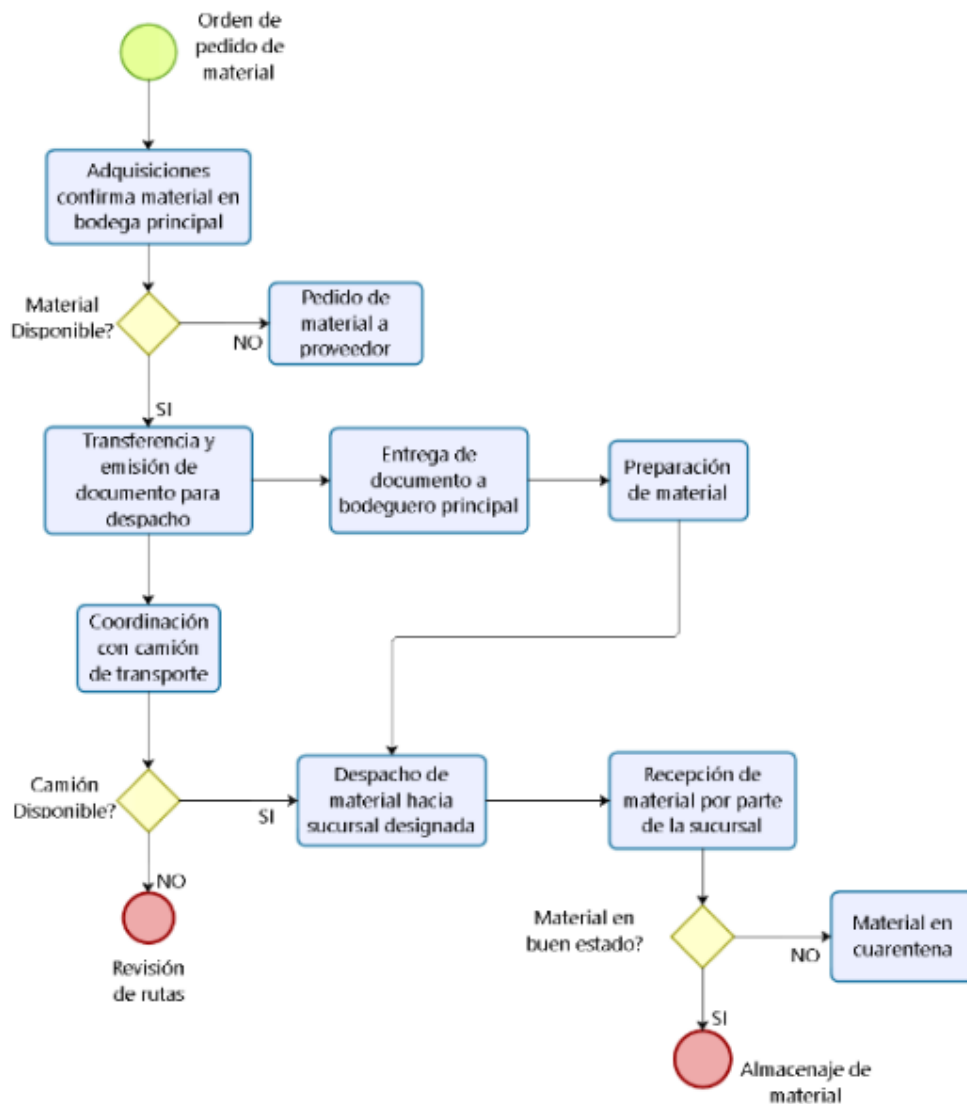 Orden de
pedido de
material
Adquisiciones
confirma material en
bodega principal
Material
Disponible?
NO
Pedido de
material a
proveedor
SI
Transferencia y
emisión de
documento para
despacho
Entrega de
documento a
bodeguero principal
Preparación
de material
Coordinación
con camión
de transporte
Camión
Disponible?
SI
Despacho de
material hacia
sucursal designada
Recepción de
material por parte
de la sucursal
NO
Revisión
de rutas
Material en
buen estado?
NO
Material en
cuarentena
SI
Almacenaje de
material